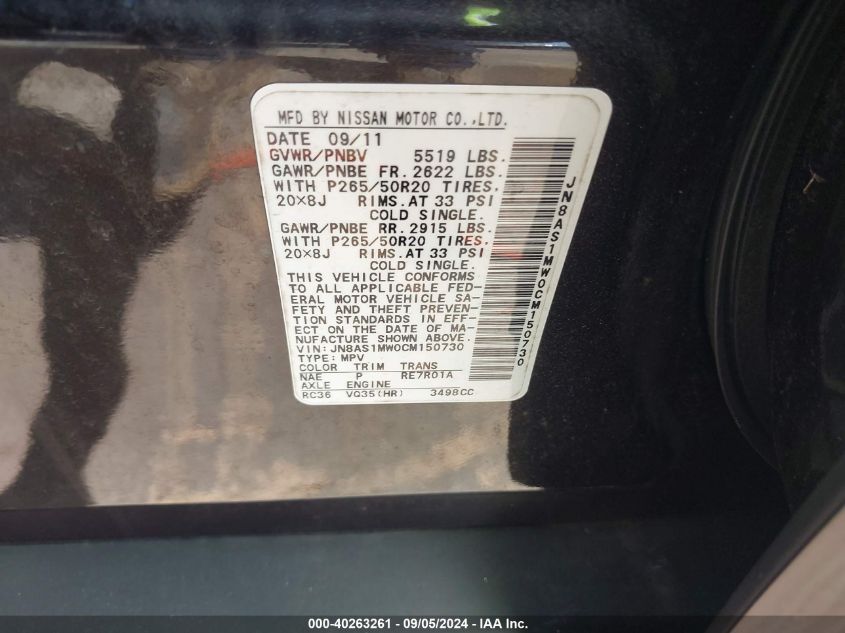 MFD BY NISSAN MOTOR CO.,LTD.
DATE 09/11
GVWR/PNBV 5519 LBS.
GAWR/PNBE FR. 2622 LBS.
WITH P265/50R20 TIRES.
20×8J RIMS.AT 33 PSI
COLD SINGLE.
GAWR/PNBE RR. 2915 LBS.
WITH P265/50R20 TIRES.
20×8J RIMS.AT 33 PSI
COLD SINGLE.
THIS VEHICLE CONFORMS
TO ALL APPLICABLE FED-
ERAL MOTOR VEHICLE SA-
FETY AND THEFT PREVEN-
TION STANDARDS IN EFF-
ECT ON THE DATE OF MA-
NUFACTURE SHOWN ABOVE.
VIN: JN8AS1MW0CM150730
TYPE: MPV
COLOR TRIM TRANS
NAE P RE7R01A
AXLE ENGINE
RC36 VQ35(HR) 3498CC
JN8AS1MW0CM150730
000-40263261 - 09/05/2024 - IAA Inc.